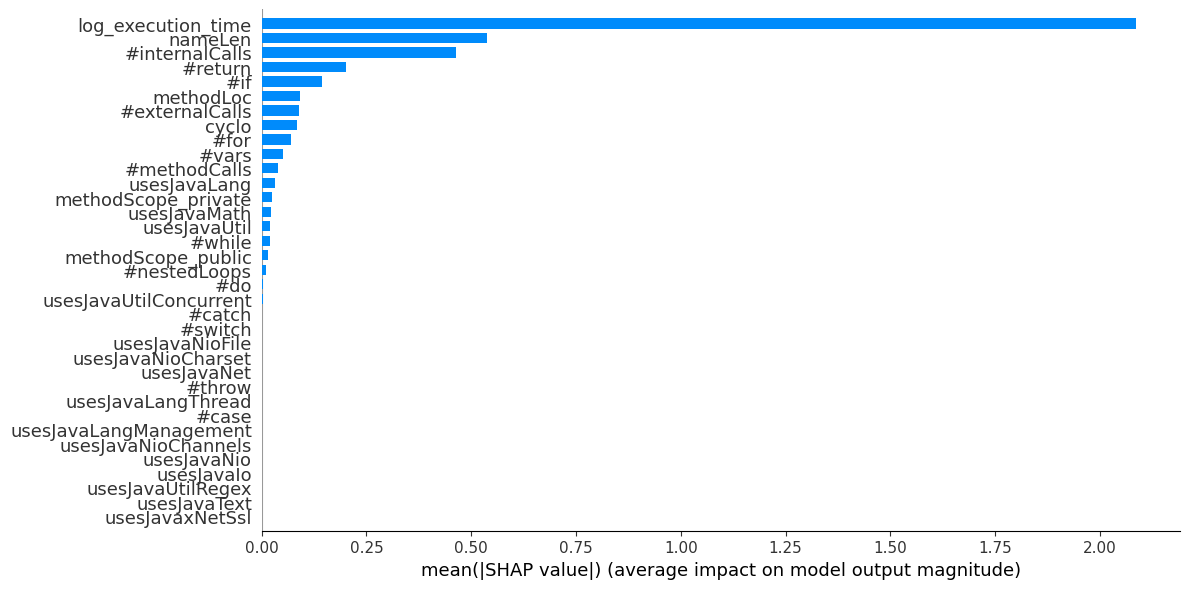 log_execution_time
nameLen
#internalCalls
#return
#if
methodLoc
#externalCalls
cyclo
#for
#vars
#methodCalls
usesJavaLang
methodScope_private
usesJavaMath
usesJavaUtil
#while
methodScope_public
#nestedLoops
#do
usesJavaUtilConcurrent
#catch
#switch
usesJavaNioFile
usesJavaNioCharset
usesJavaNet
#throw
usesJavaLangThread
#case
usesJavaLangManagement
usesJavaNioChannels
usesJavaNio
usesJavaIo
usesJavaUtilRegex
usesJavaText
usesJavaxNetSsl
0.00 0.25 0.50 0.75 1.00 1.25 1.50 1.75 2.00
mean(|SHAP value|) (average impact on model output magnitude)